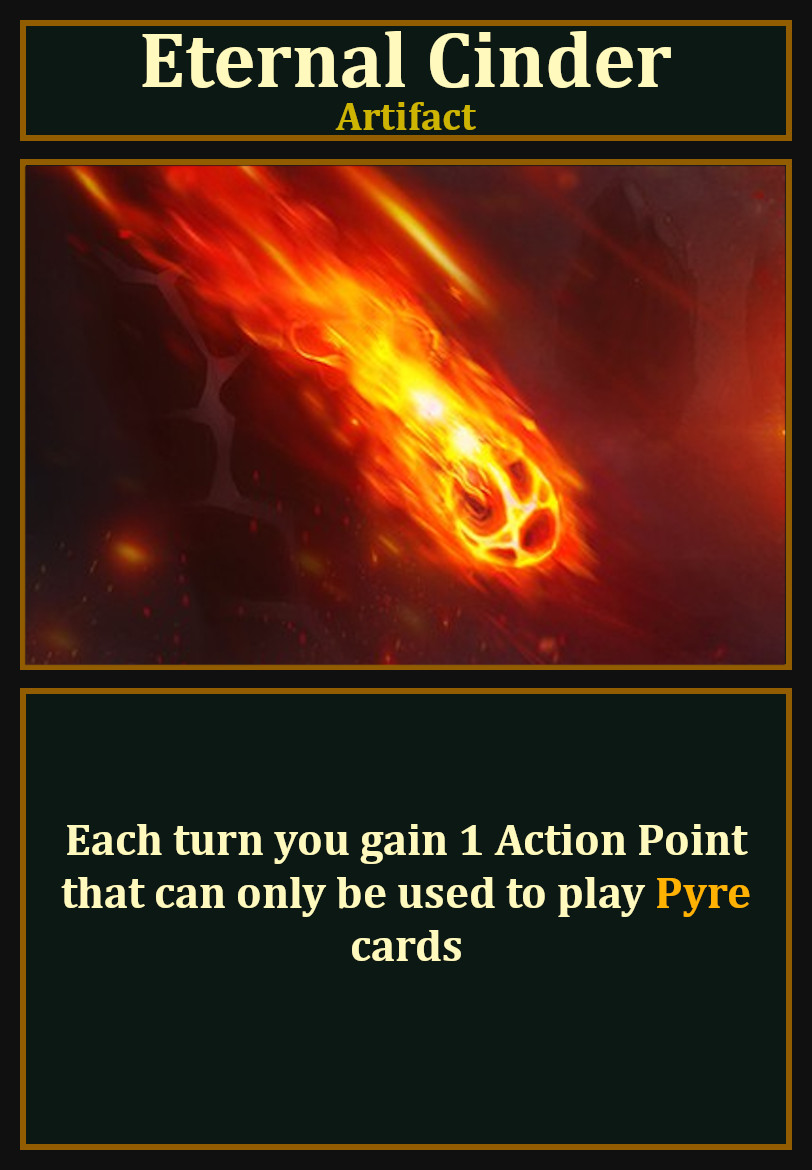 Eternal Cinder
Artifact
Each turn you gain 1 Action Point
that can only be used to play Pyre
cards